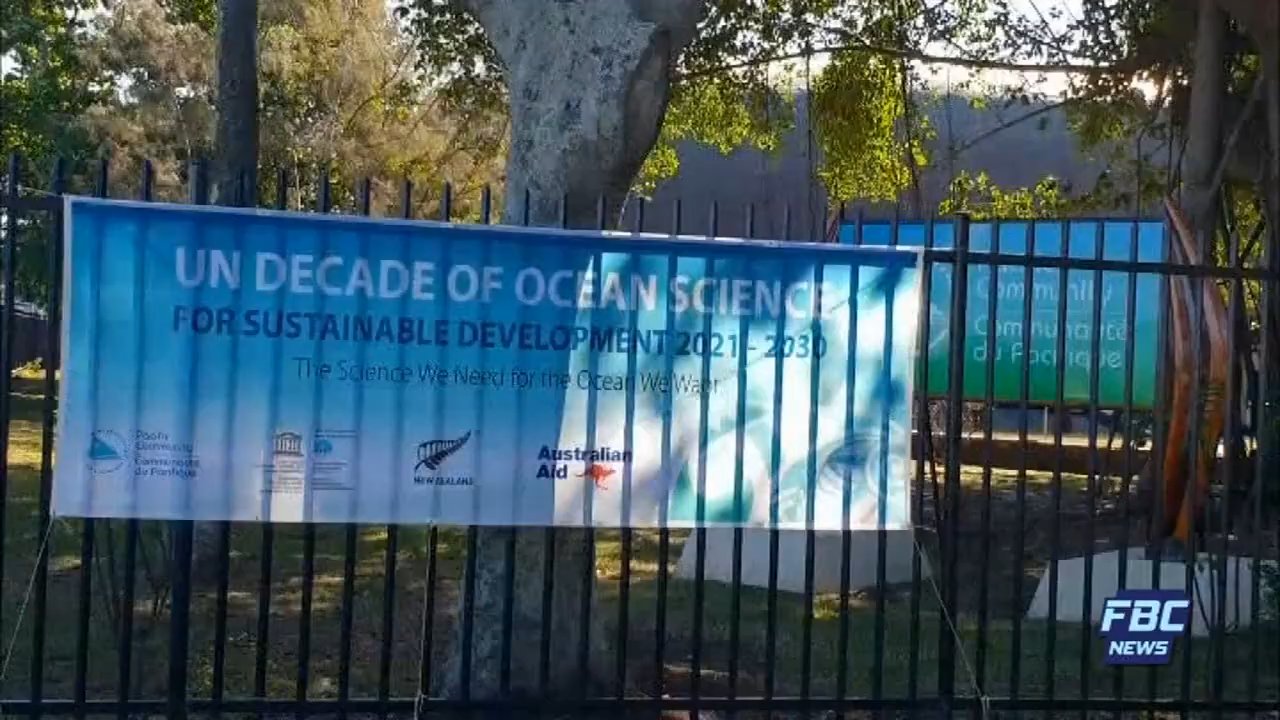 UN DECADE OF OCEAN SCIENCE
FOR SUSTAINABLE DEVELOPMENT 2021 - 2030
The Science We Need for the Ocean We Want
Pacific
Community
Communauté
du Pacifique
NEW ZEALAND
Australian
Aid
Community
Communauté
du Pacifique
FBC
NEWS